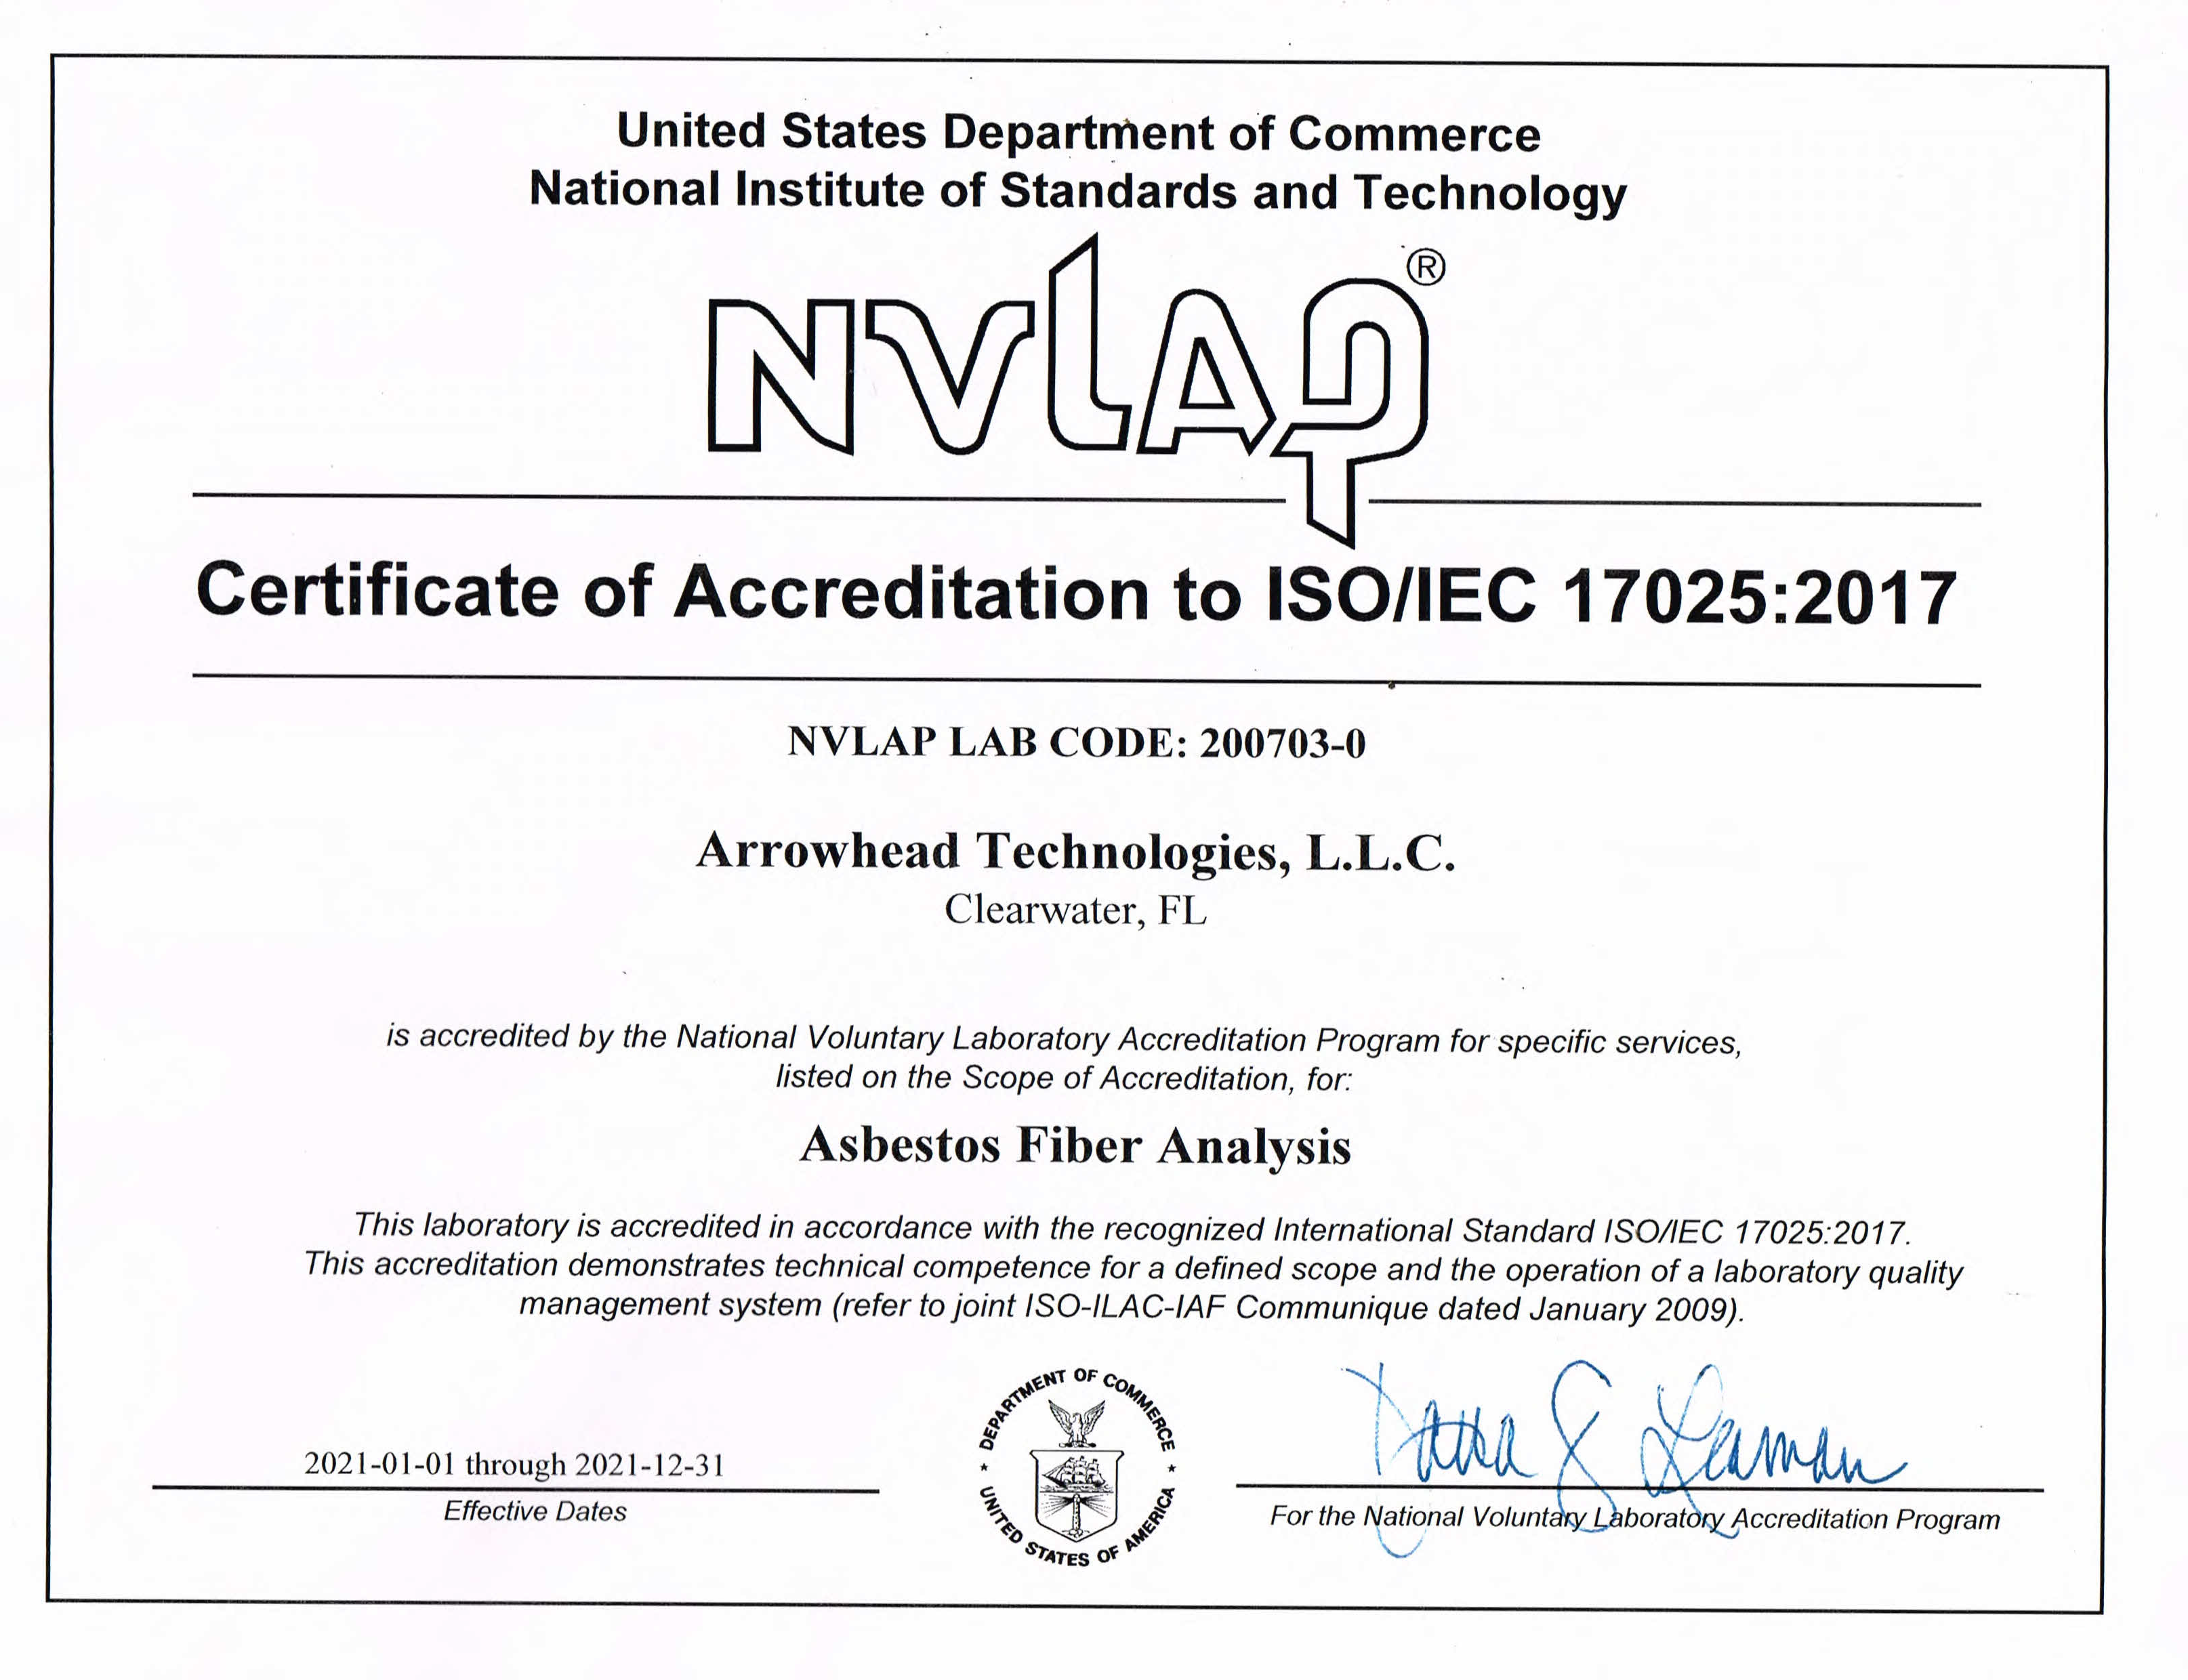 United States Department of Commerce
National Institute of Standards and Technology
NVLAP®
Certificate of Accreditation to ISO/IEC 17025:2017
NVLAP LAB CODE: 200703-0
Arrowhead Technologies, L.L.C.
Clearwater, FL
is accredited by the National Voluntary Laboratory Accreditation Program for specific services,
listed on the Scope of Accreditation, for:
Asbestos Fiber Analysis
This laboratory is accredited in accordance with the recognized International Standard ISO/IEC 17025:2017.
This accreditation demonstrates technical competence for a defined scope and the operation of a laboratory quality
management system (refer to joint ISO-ILAC-IAF Communique dated January 2009).
2021-01-01 through 2021-12-31
Effective Dates
DEPARTMENT OF COMMERCE
UNITED STATES OF AMERICA
Dana S Leaman
For the National Voluntary Laboratory Accreditation Program